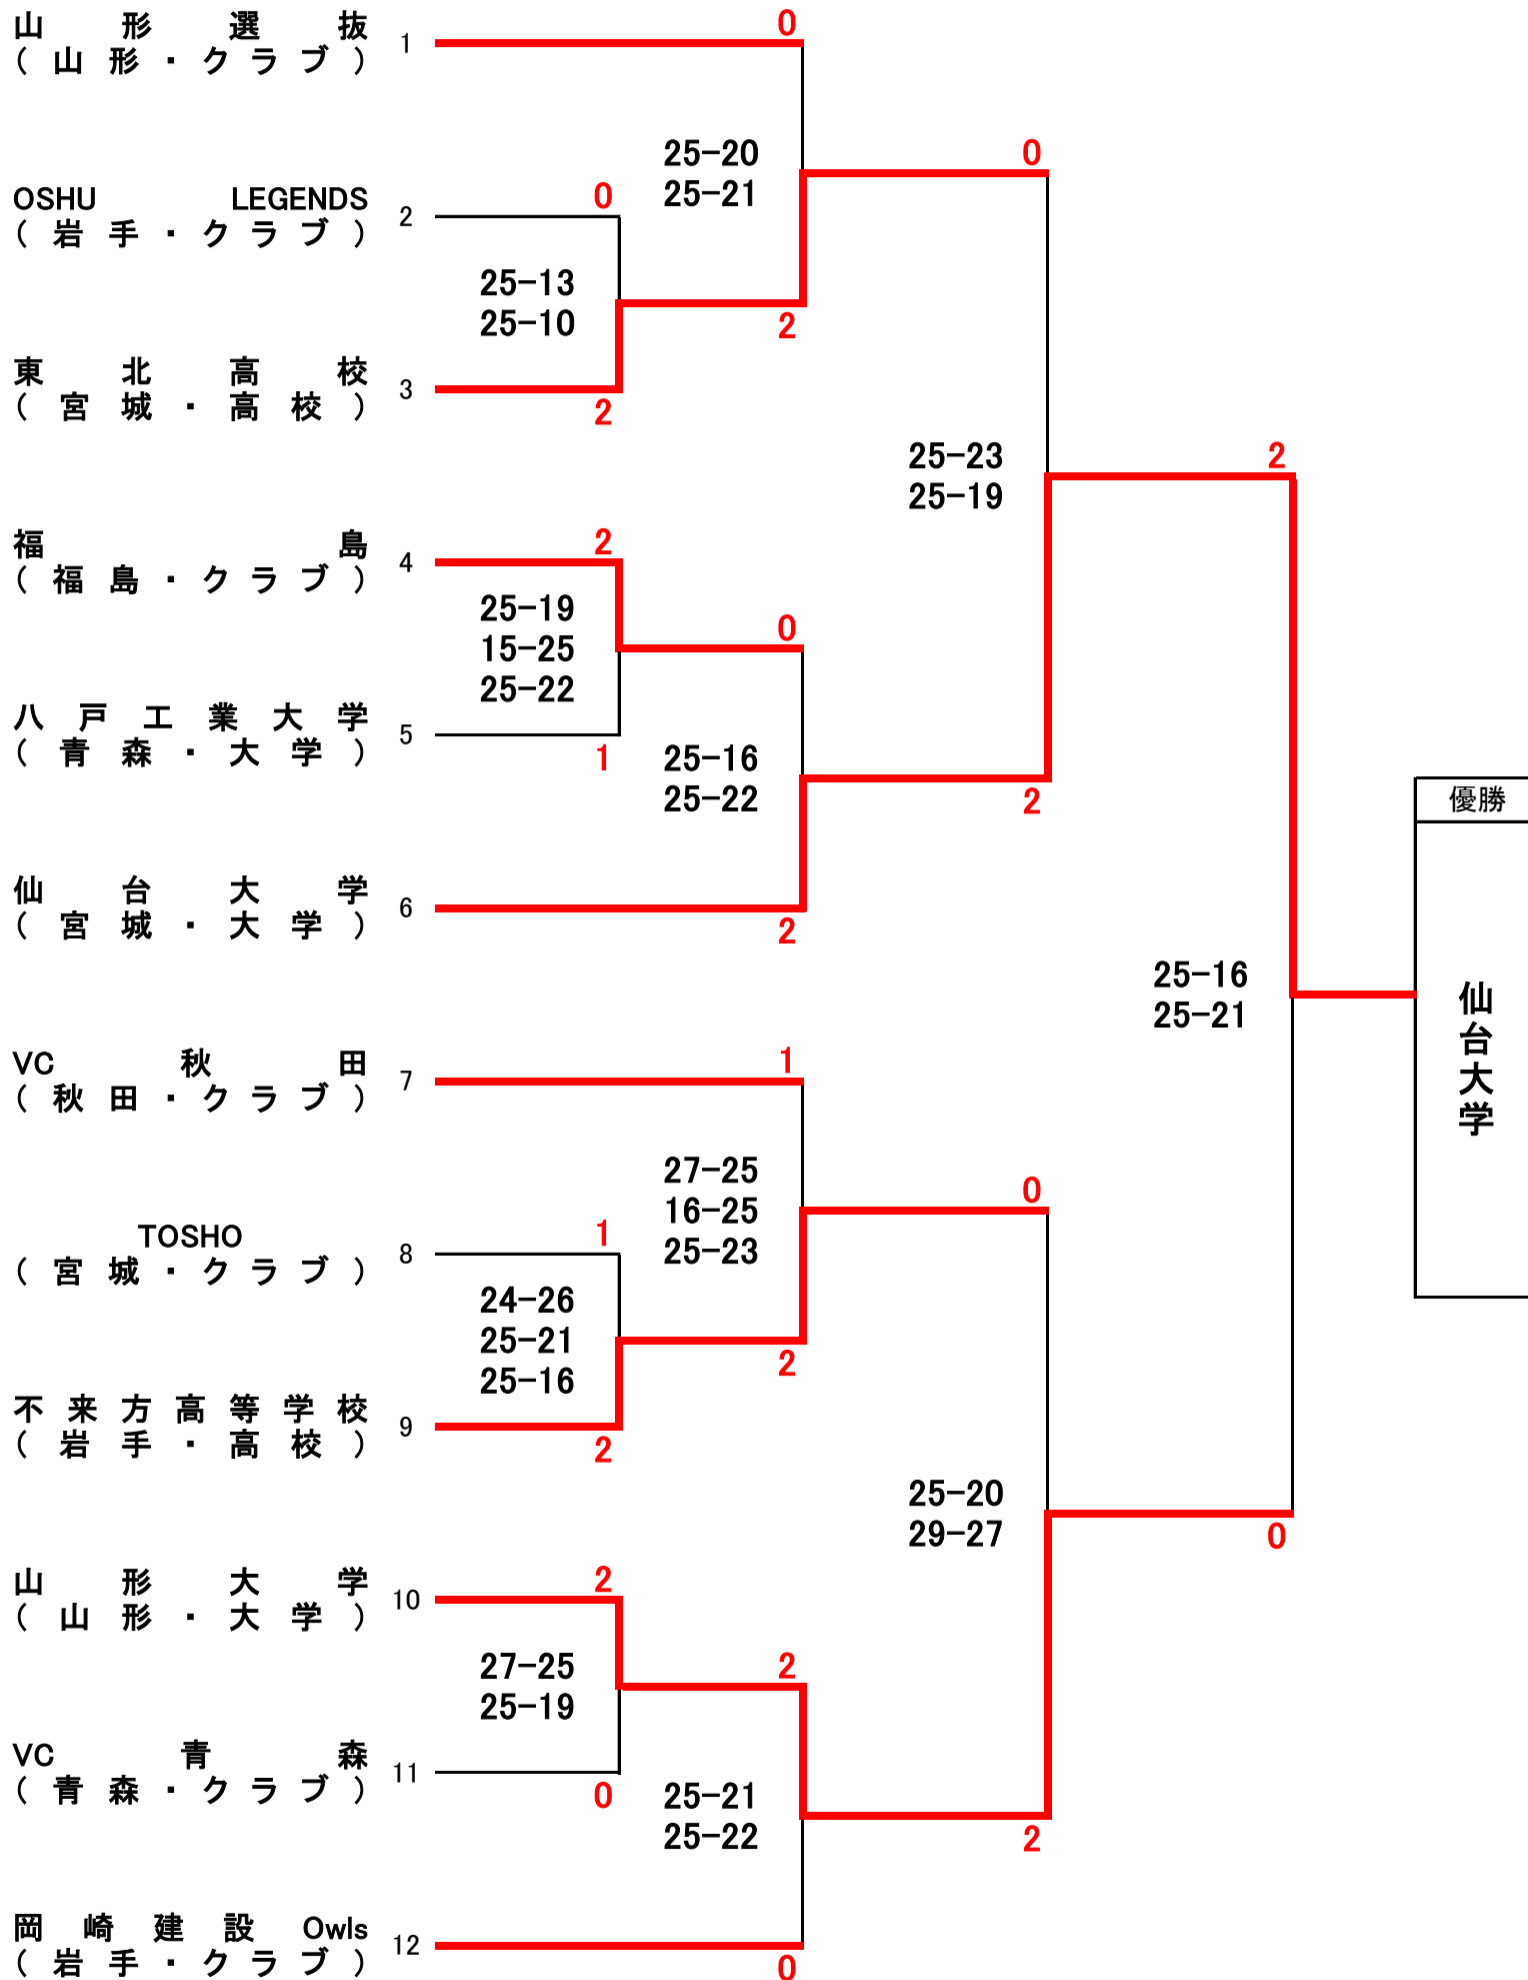 山形選抜
（山形・クラブ）
1
0
25-20
25-21
0
OSHU LEGENDS
（岩手・クラブ）
2
0
25-13
25-10
2
東北高校
（宮城・高校）
3
2
25-23
25-19
2
福島
（福島・クラブ）
4
2
25-19
15-25
25-22
0
八戸工業大学
（青森・大学）
5
1
25-16
25-22
2
優勝
仙台大学
（宮城・大学）
6
2
25-16
25-21
仙台大学
VC秋田
（秋田・クラブ）
7
1
27-25
16-25
25-23
0
TOSHO
（宮城・クラブ）
8
1
24-26
25-21
25-16
2
不来方高等学校
（岩手・高校）
9
2
25-20
29-27
0
山形大学
（山形・大学）
10
2
27-25
25-19
2
VC青森
（青森・クラブ）
11
0
25-21
25-22
2
岡崎建設Owls
（岩手・クラブ）
12
0